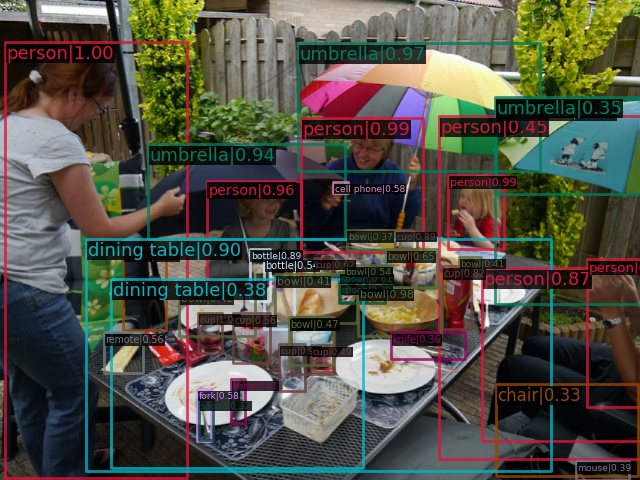 person|1.00
umbrella|0.97
umbrella|0.35
person|0.99
person|0.45
umbrella|0.94
person|0.96
cell phone|0.58
person|0.99
bowl|0.37
cup|0.89
dining table|0.90
bottle|0.89
bowl|0.65
bottle|0.54
bowl|0.54
bowl|0.41
cup|0.82
person|0.87
person|
dining table|0.38
bowl|0.41
bowl|0.98
cup|0.56
bowl|0.47
remote|0.56
knife|0.36
fork|0.58
chair|0.33
mouse|0.39